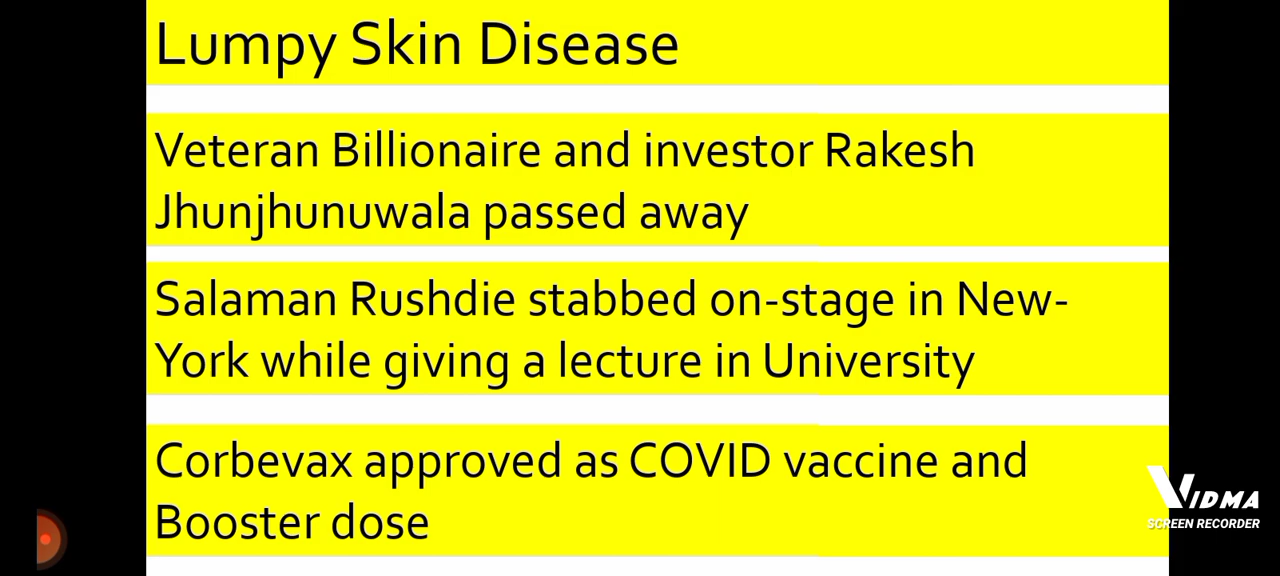 Lumpy Skin Disease
Veteran Billionaire and investor Rakesh
Jhunjhunuwala passed away
Salaman Rushdie stabbed on-stage in New-
York while giving a lecture in University
Corbevax approved as COVID vaccine and
Booster dose
VIDMA
SCREEN RECORDER